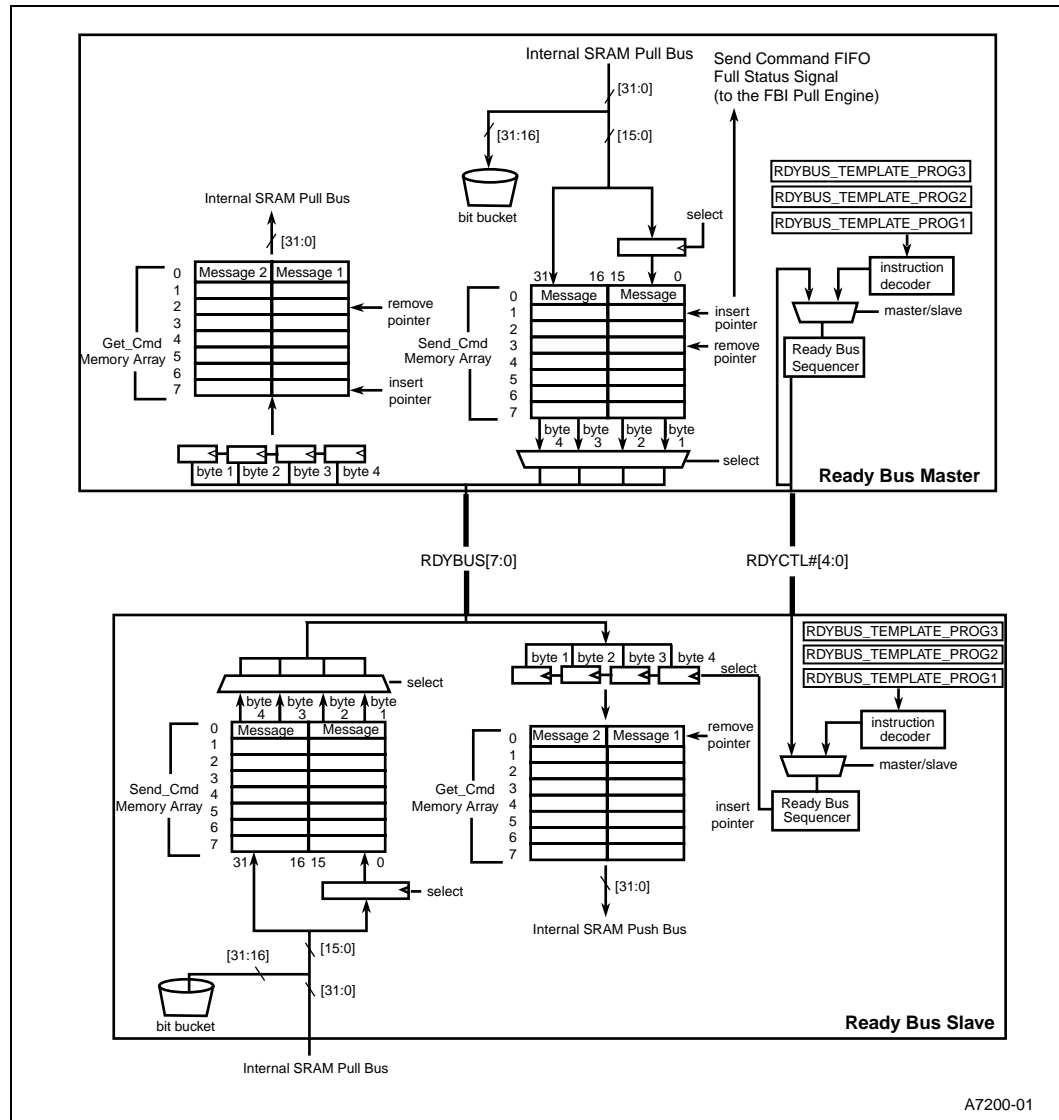 Internal SRAM Pull Bus
Send Command FIFO
Full Status Signal
(to the FBI Pull Engine)
[31:0]
[31:16]
[15:0]
bit bucket
RDYBUS_TEMPLATE_PROG3
RDYBUS_TEMPLATE_PROG2
RDYBUS_TEMPLATE_PROG1
Internal SRAM Pull Bus
[31:0]
select
instruction
decoder
master/slave
Ready Bus
Sequencer
0 Message 2 Message 1
1
2
3
4
5
6
7
Get_Cmd
Memory Array
remove
pointer
insert
pointer
31 16 15 0
0 Message Message
1
2
3
4
5
6
7
Send_Cmd
Memory Array
insert
pointer
remove
pointer
byte 4
byte 3
byte 2
byte 1
select
byte 1 byte 2 byte 3 byte 4
Ready Bus Master
RDYBUS[7:0]
RDYCTL#[4:0]
RDYBUS_TEMPLATE_PROG3
RDYBUS_TEMPLATE_PROG2
RDYBUS_TEMPLATE_PROG1
instruction
decoder
master/slave
Ready Bus
Sequencer
byte 1 byte 2 byte 3 byte 4
select
select
byte 4
byte 3
byte 2
byte 1
0 Message Message
1
2
3
4
5
6
7
Send_Cmd
Memory Array
31 16 15 0
select
remove
pointer
0 Message 2 Message 1
1
2
3
4
5
6
7
Get_Cmd
Memory Array
insert
pointer
[31:0]
Internal SRAM Push Bus
[15:0]
[31:16]
[31:0]
bit bucket
Ready Bus Slave
Internal SRAM Pull Bus
A7200-01